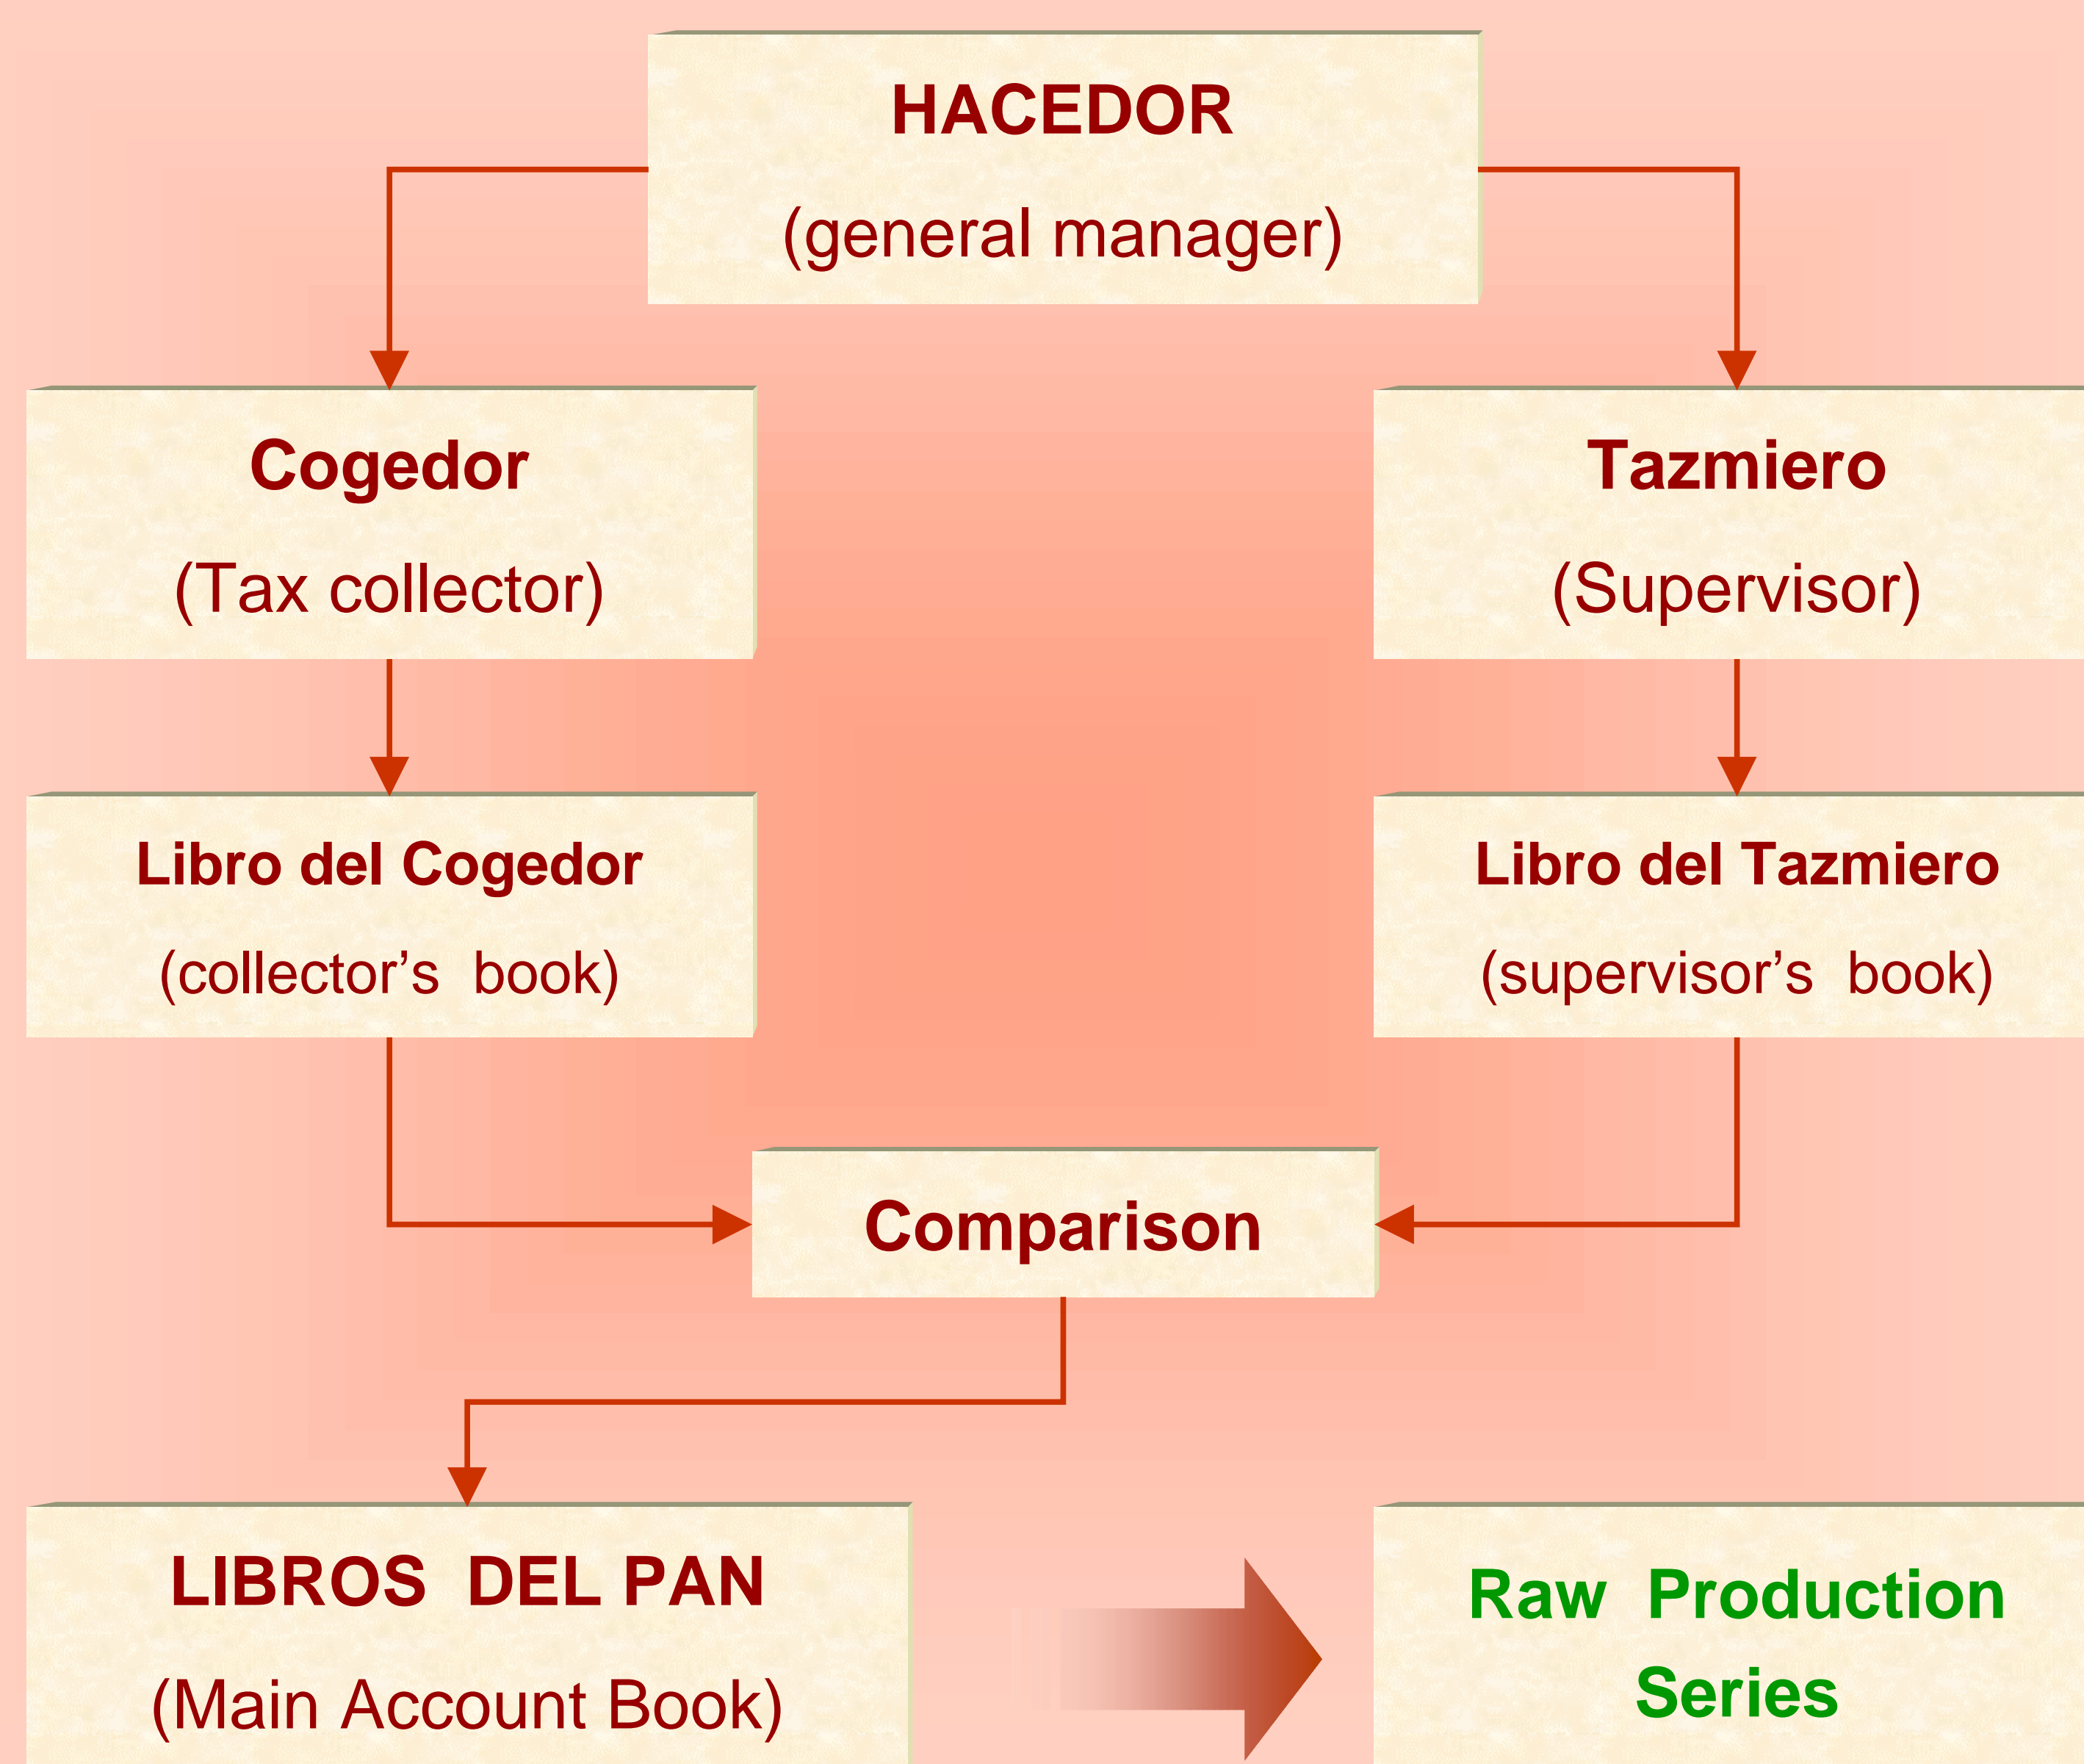 HACEDOR
(general manager)
Cogedor
(Tax collector)
Tazmiero
(Supervisor)
Libro del Cogedor
(collector’s book)
Libro del Tazmiero
(supervisor’s book)
Comparison
LIBROS DEL PAN
(Main Account Book)
Raw Production
Series